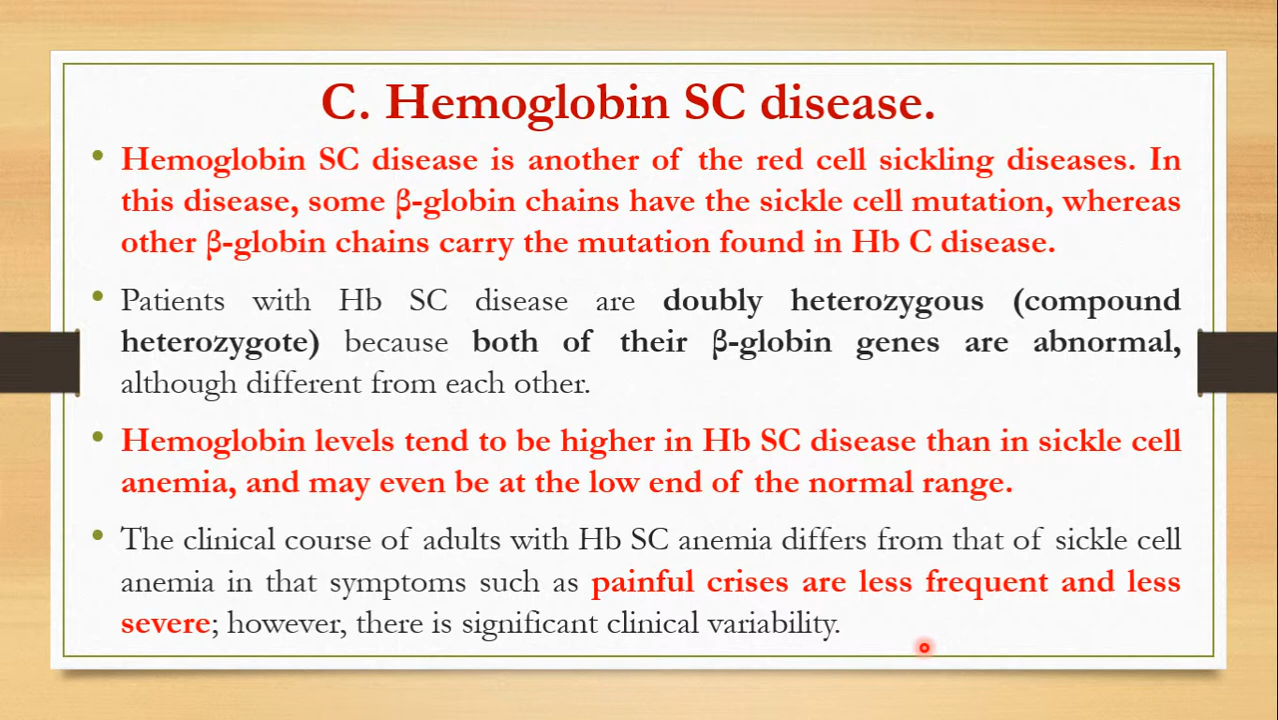 C. Hemoglobin SC disease.
• Hemoglobin SC disease is another of the red cell sickling diseases. In
this disease, some β-globin chains have the sickle cell mutation, whereas
other β-globin chains carry the mutation found in Hb C disease.
• Patients with Hb SC disease are doubly heterozygous (compound
heterozygote) because both of their β-globin genes are abnormal,
although different from each other.
• Hemoglobin levels tend to be higher in Hb SC disease than in sickle cell
anemia, and may even be at the low end of the normal range.
• The clinical course of adults with Hb SC anemia differs from that of sickle cell
anemia in that symptoms such as painful crises are less frequent and less
severe; however, there is significant clinical variability.